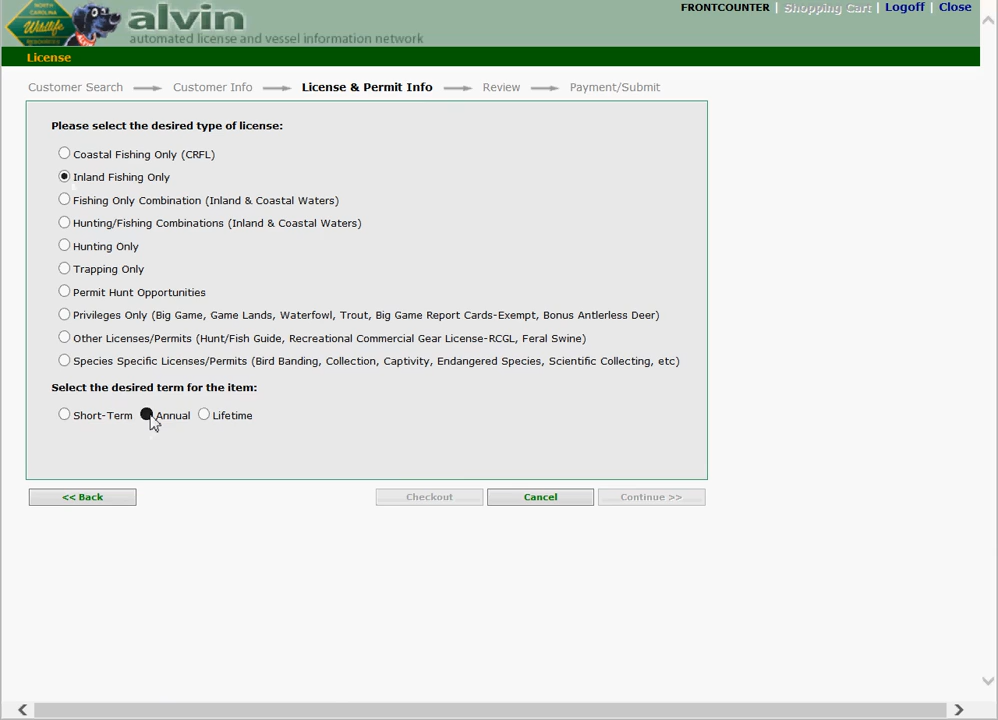 NORTH
CAROLINA
Wildlife
alvin
automated license and vessel information network
FRONTCOUNTER | Shopping Cart | Logoff | Close
License
Customer Search Customer Info License & Permit Info Review Payment/Submit
Please select the desired type of license:
Coastal Fishing Only (CRFL)
Inland Fishing Only
Fishing Only Combination (Inland & Coastal Waters)
Hunting/Fishing Combinations (Inland & Coastal Waters)
Hunting Only
Trapping Only
Permit Hunt Opportunities
Privileges Only (Big Game, Game Lands, Waterfowl, Trout, Big Game Report Cards-Exempt, Bonus Antlerless Deer)
Other Licenses/Permits (Hunt/Fish Guide, Recreational Commercial Gear License-RCGL, Feral Swine)
Species Specific Licenses/Permits (Bird Banding, Collection, Captivity, Endangered Species, Scientific Collecting, etc)
Select the desired term for the item:
Short-Term Annual Lifetime
<< Back Checkout Cancel Continue >>